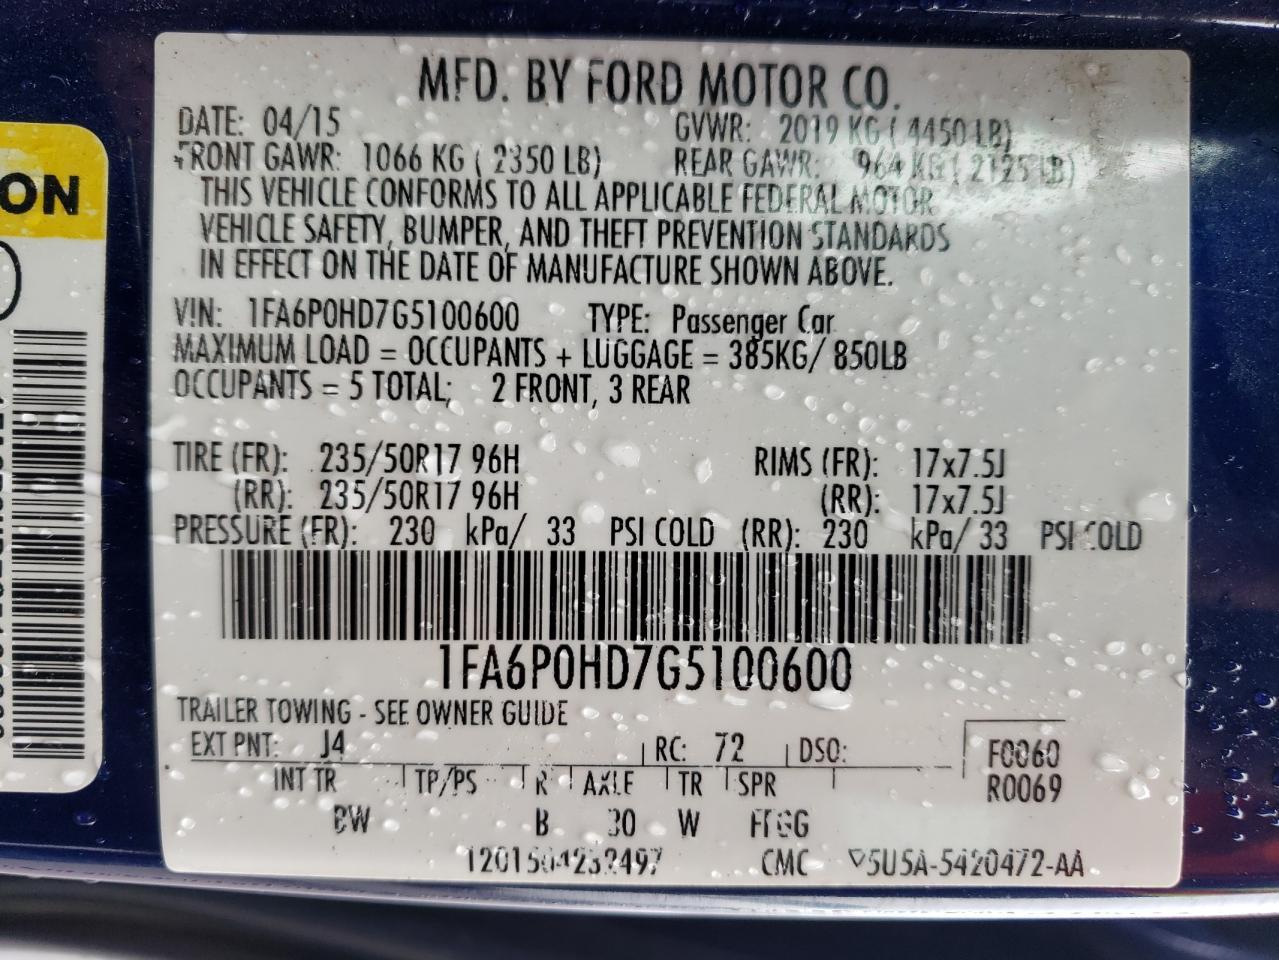 MFD. BY FORD MOTOR CO.
DATE: 04/15 GVWR: 2019 KG ( 4450 LB)
FRONT GAWR: 1066 KG ( 2350 LB) REAR GAWR: 964 KG ( 2125 LB)
THIS VEHICLE CONFORMS TO ALL APPLICABLE FEDERAL MOTOR
VEHICLE SAFETY, BUMPER, AND THEFT PREVENTION STANDARDS
IN EFFECT ON THE DATE OF MANUFACTURE SHOWN ABOVE.
VIN: 1FA6P0HD7G5100600 TYPE: Passenger Car
MAXIMUM LOAD = OCCUPANTS + LUGGAGE = 385KG/ 850LB
OCCUPANTS = 5 TOTAL; 2 FRONT, 3 REAR
TIRE (FR): 235/50R17 96H RIMS (FR): 17x7.5J
(RR): 235/50R17 96H (RR): 17x7.5J
PRESSURE (FR): 230 kPa/ 33 PSI COLD (RR): 230 kPa/ 33 PSI COLD
1FA6P0HD7G5100600
TRAILER TOWING - SEE OWNER GUIDE
EXT PNT: J4 RC: 72 DSO: F0060
INT TR TP/PS R AXLE TR SPR R0069
BW B 30 W FFGG
CMC 5U5A-5420472-AA
ON